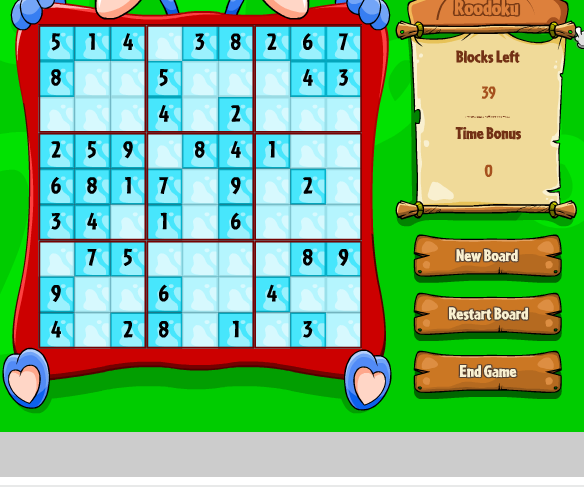 Roodoku
5 1 4 3 8 2 6 7
8 5 4 3
4 2
2 5 9 8 4 1
6 8 1 7 9 2
3 4 1 6
7 5 8 9
9 6 4
4 2 8 1 3
Blocks Left
39
Time Bonus
0
New Board
Restart Board
End Game